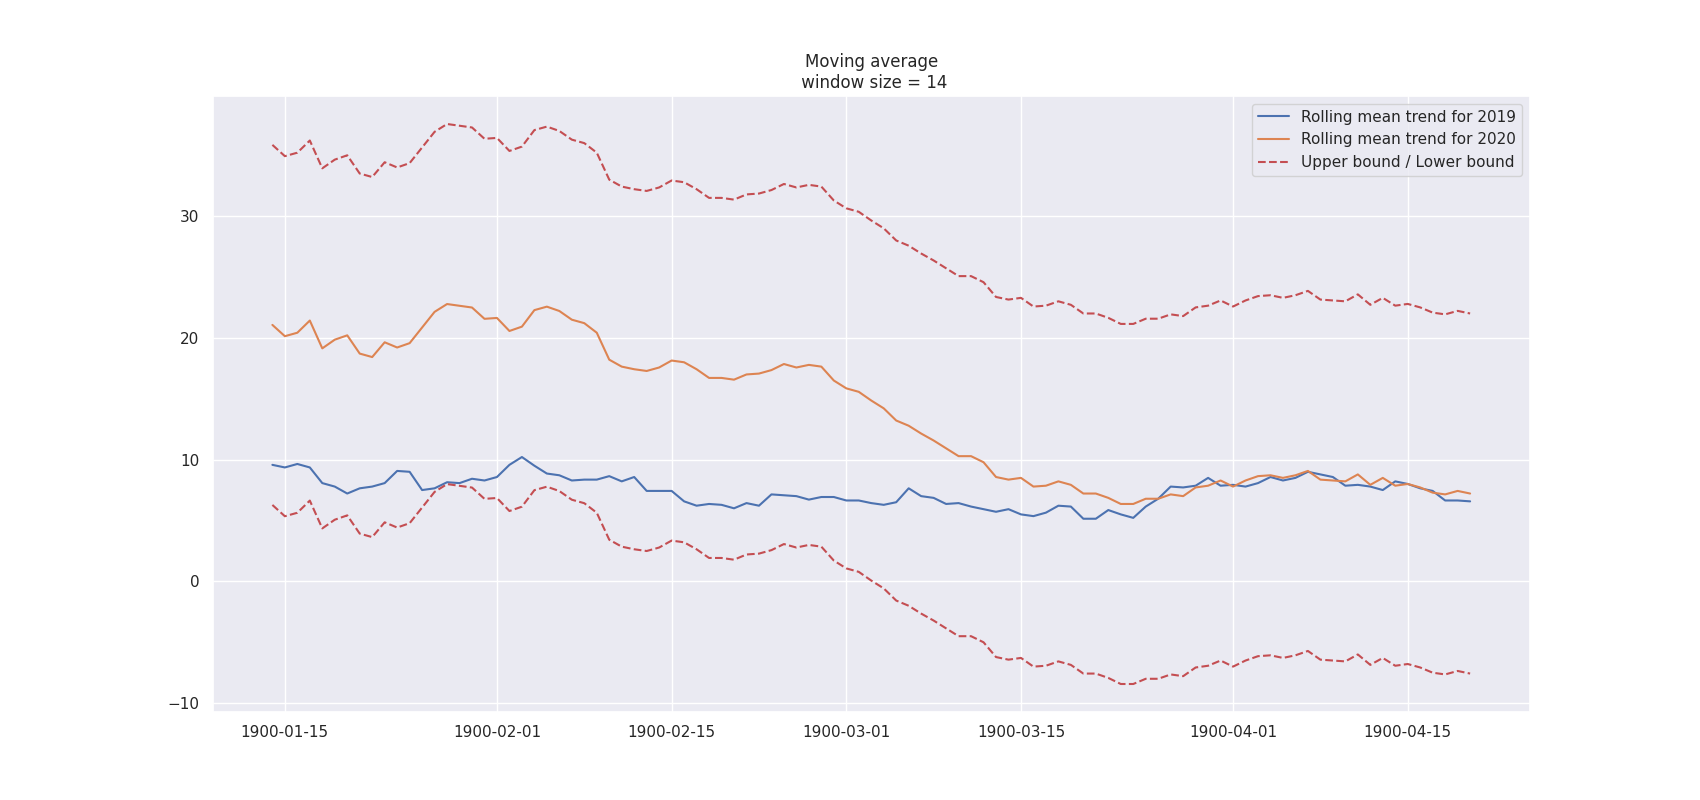 Moving average
window size = 14
Rolling mean trend for 2019
Rolling mean trend for 2020
Upper bound / Lower bound
30
20
10
0
−10
1900-01-15
1900-02-01
1900-02-15
1900-03-01
1900-03-15
1900-04-01
1900-04-15